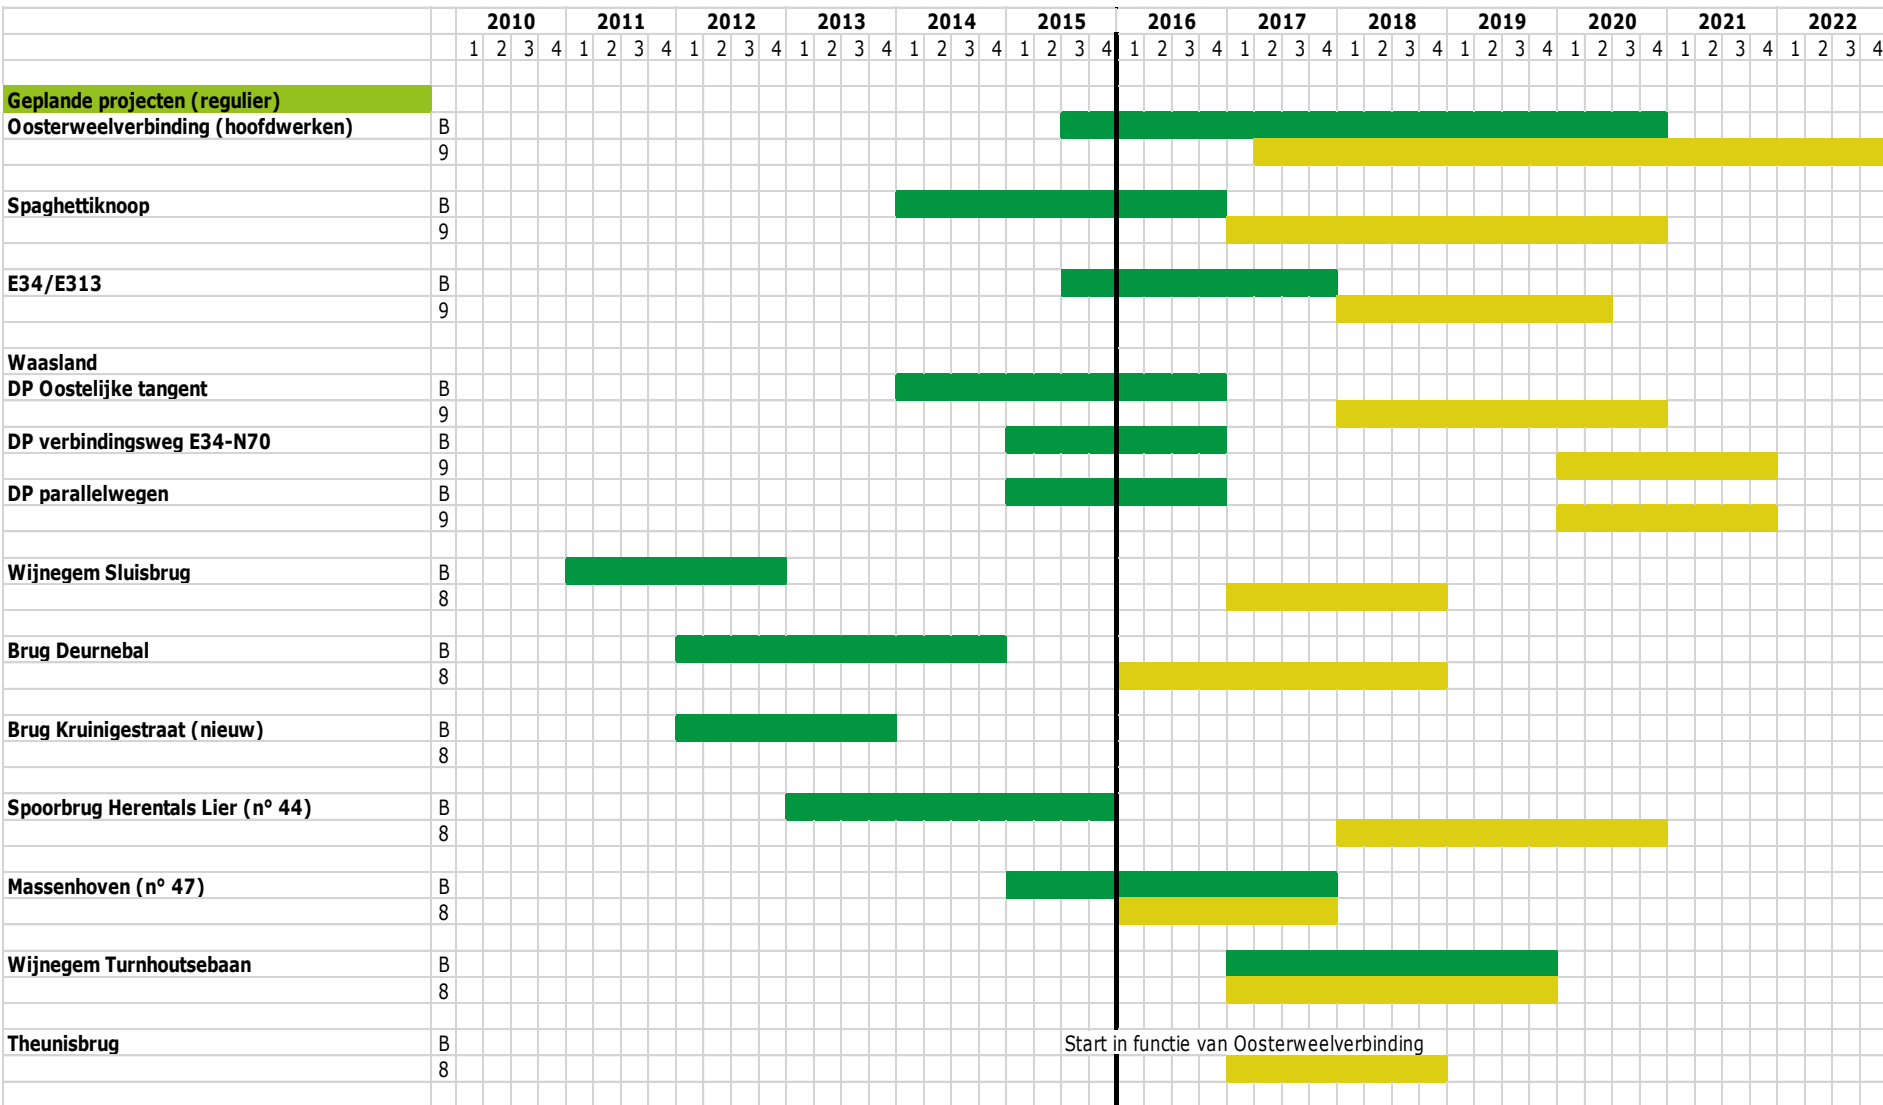 2010 2011 2012 2013 2014 2015 2016 2017 2018 2019 2020 2021 2022
1 2 3 4 1 2 3 4 1 2 3 4 1 2 3 4 1 2 3 4 1 2 3 4 1 2 3 4 1 2 3 4 1 2 3 4 1 2 3 4 1 2 3 4 1 2 3 4 1 2 3 4
Geplande projecten (regulier)
Oosterweelverbinding (hoofdwerken) B
9
Spaghettiknoop B
9
E34/E313 B
9
Waasland
DP Oostelijke tangent B
9
DP verbindingsweg E34-N70 B
9
DP parallelwegen B
9
Wijnegem Sluisbrug B
8
Brug Deurnebal B
8
Brug Kruinigestraat (nieuw) B
8
Spoorbrug Herentals Lier (n° 44) B
8
Massenhoven (n° 47) B
8
Wijnegem Turnhoutsebaan B
8
Theunisbrug B Start in functie van Oosterweelverbinding
8